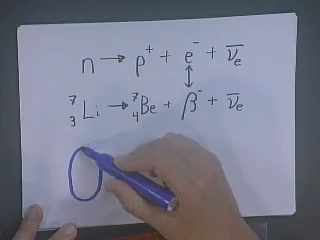 n → p⁺ + e⁻ + ν̅ₑ
⁷₃Li → ⁷₄Be + β⁻ + ν̅ₑ